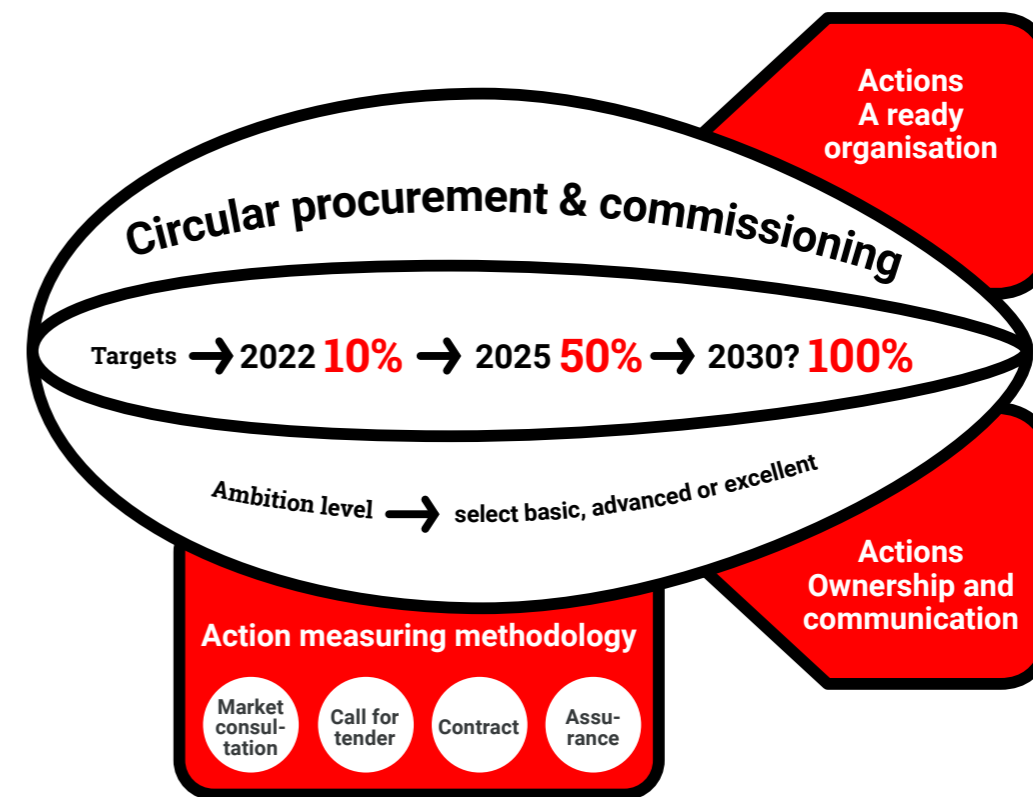 Actions
A ready
organisation
Circular procurement & commissioning
Targets → 2022 10% → 2025 50% → 2030? 100%
Ambition level → select basic, advanced or excellent
Actions
Ownership and
communication
Action measuring methodology
Market
consul-
tation
Call for
tender
Contract
Assu-
rance